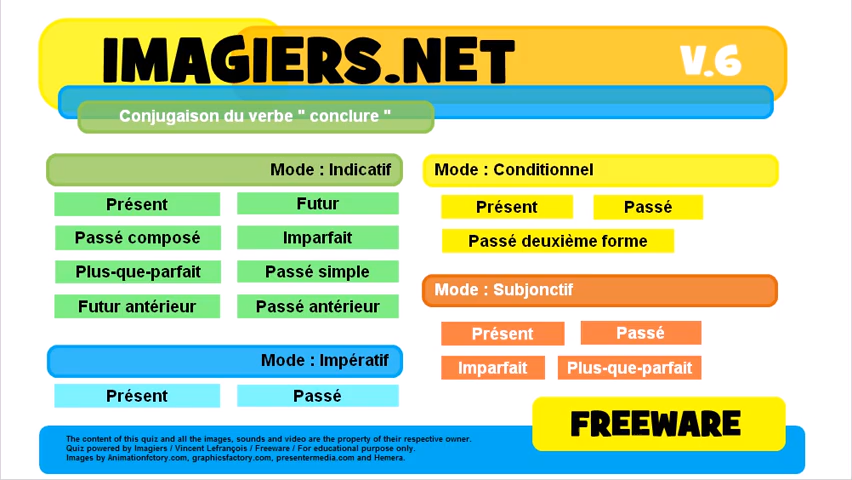 IMAGIERS.NET
V.6
Conjugaison du verbe " conclure "
Mode : Indicatif
Présent
Futur
Passé composé
Imparfait
Plus-que-parfait
Passé simple
Futur antérieur
Passé antérieur
Mode : Impératif
Présent
Passé
Mode : Conditionnel
Présent
Passé
Passé deuxième forme
Mode : Subjonctif
Présent
Passé
Imparfait
Plus-que-parfait
FREEWARE
The content of this quiz and all the images, sounds and video are the property of their respective owner.
Quiz powered by Imagiers / Vincent Lefrançois / Freeware / For educational purpose only.
Images by Animationfctory.com, graphicsfactory.com, presentermedia.com and Hemera.